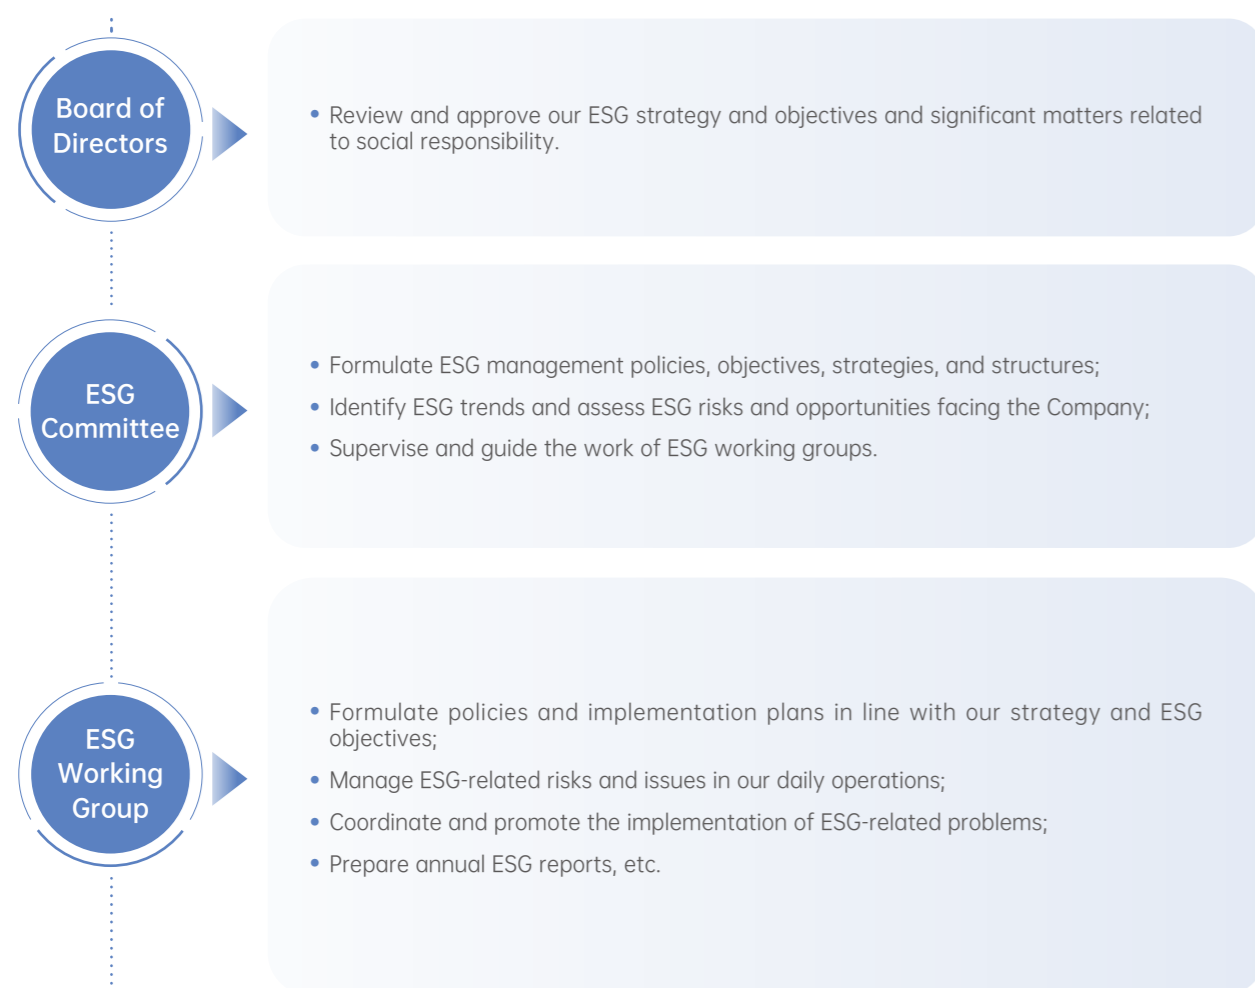 Board of
Directors
• Review and approve our ESG strategy and objectives and significant matters related
to social responsibility.
ESG
Committee
• Formulate ESG management policies, objectives, strategies, and structures;
• Identify ESG trends and assess ESG risks and opportunities facing the Company;
• Supervise and guide the work of ESG working groups.
ESG
Working
Group
• Formulate policies and implementation plans in line with our strategy and ESG
objectives;
• Manage ESG-related risks and issues in our daily operations;
• Coordinate and promote the implementation of ESG-related problems;
• Prepare annual ESG reports, etc.